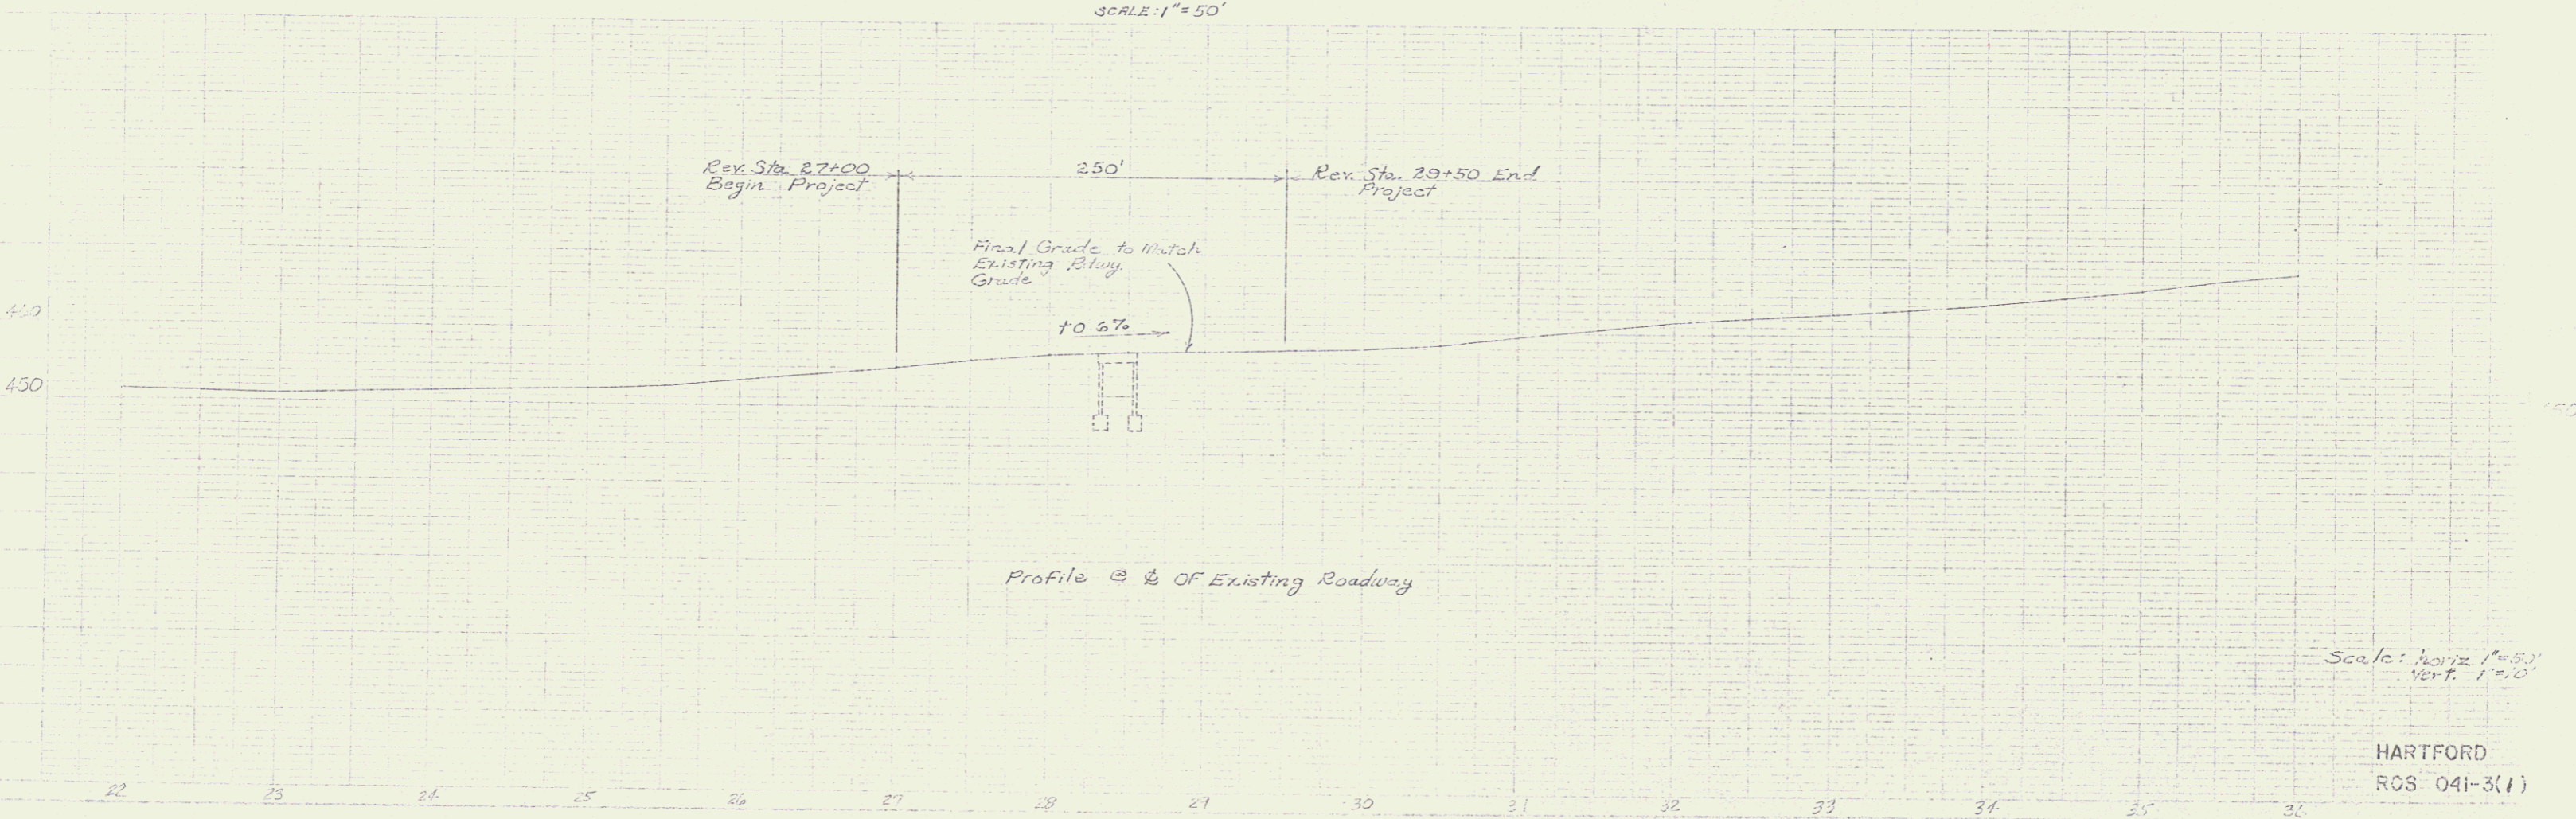 SCALE: 1" = 50'
Rev. Sta 27+00
Begin Project
250'
Rev. Sta. 29+50 End
Project
Final Grade to Match
Existing Rdwy.
Grade
+0.6%
460
450
Profile @ ℄ OF Existing Roadway
Scale: horiz 1"=50'
Vert. 1"=10'
HARTFORD
ROS 041-3(1)
22 23 24 25 26 27 28 29 30 31 32 33 34 35 36